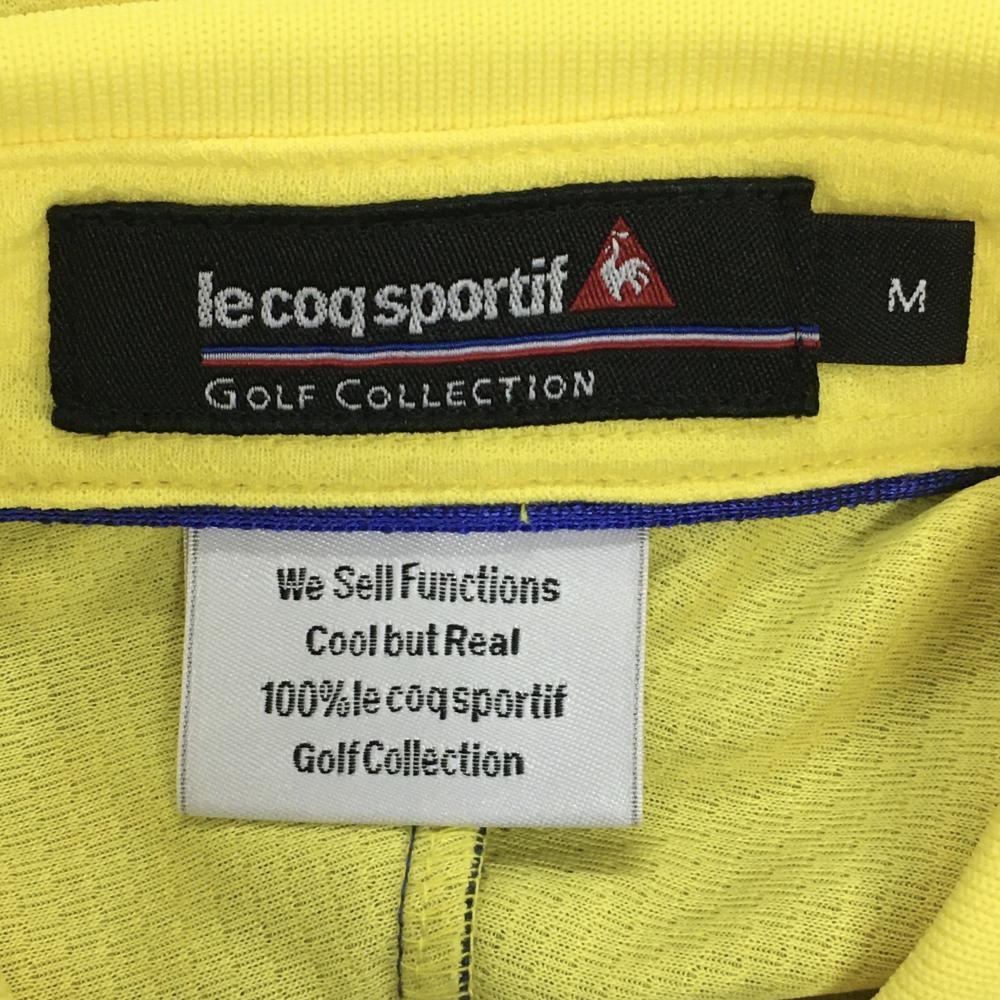 le coq sportif
GOLF COLLECTION
M
We Sell Functions
Cool but Real
100% le coq sportif
Golf Collection